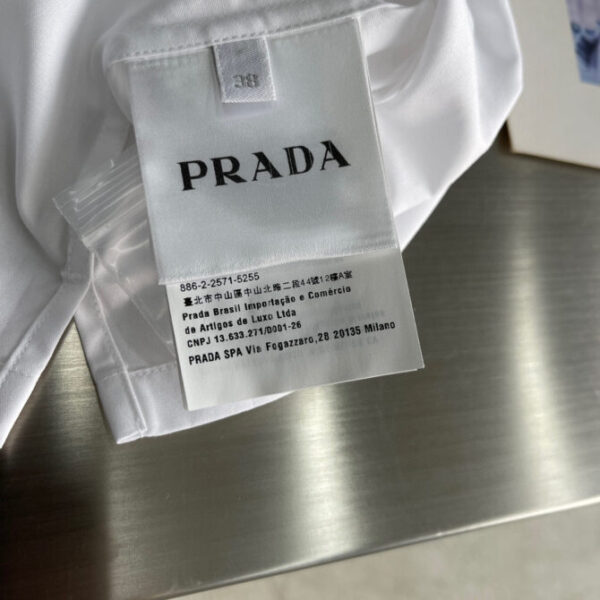 38
PRADA
886-2-2571-5255
臺北市中山區中山北路二段44號12樓A室
Prada Brasil Importação e Comércio
de Artigos de Luxo Ltda
CNPJ 13.633.271/0001-26
PRADA SPA Via Fogazzaro,28 20135 Milano